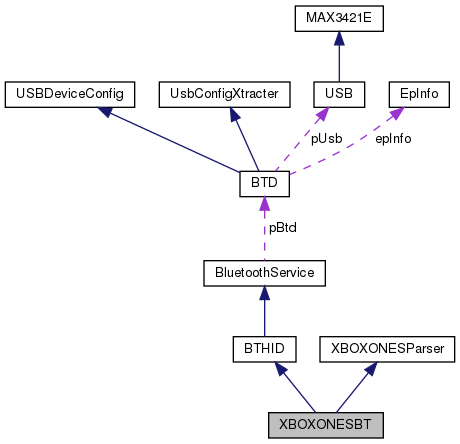 MAX3421E
USBDeviceConfig
UsbConfigXtracter
USB
EpInfo
pUsb
epInfo
BTD
pBtd
BluetoothService
BTHID
XBOXONESParser
XBOXONESBT